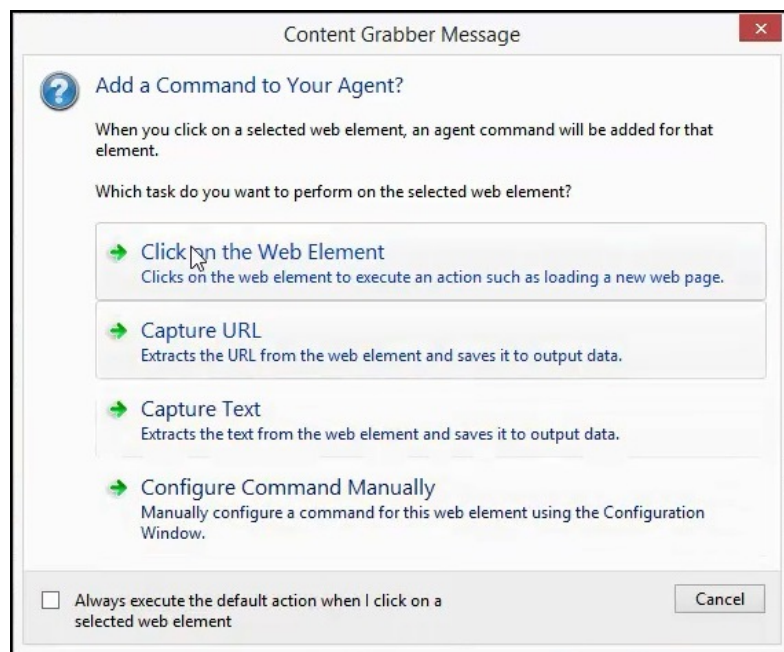 Content Grabber Message
Add a Command to Your Agent?
When you click on a selected web element, an agent command will be added for that
element.
Which task do you want to perform on the selected web element?
Click on the Web Element
Clicks on the web element to execute an action such as loading a new web page.
Capture URL
Extracts the URL from the web element and saves it to output data.
Capture Text
Extracts the text from the web element and saves it to output data.
Configure Command Manually
Manually configure a command for this web element using the Configuration
Window.
Always execute the default action when I click on a
selected web element
Cancel